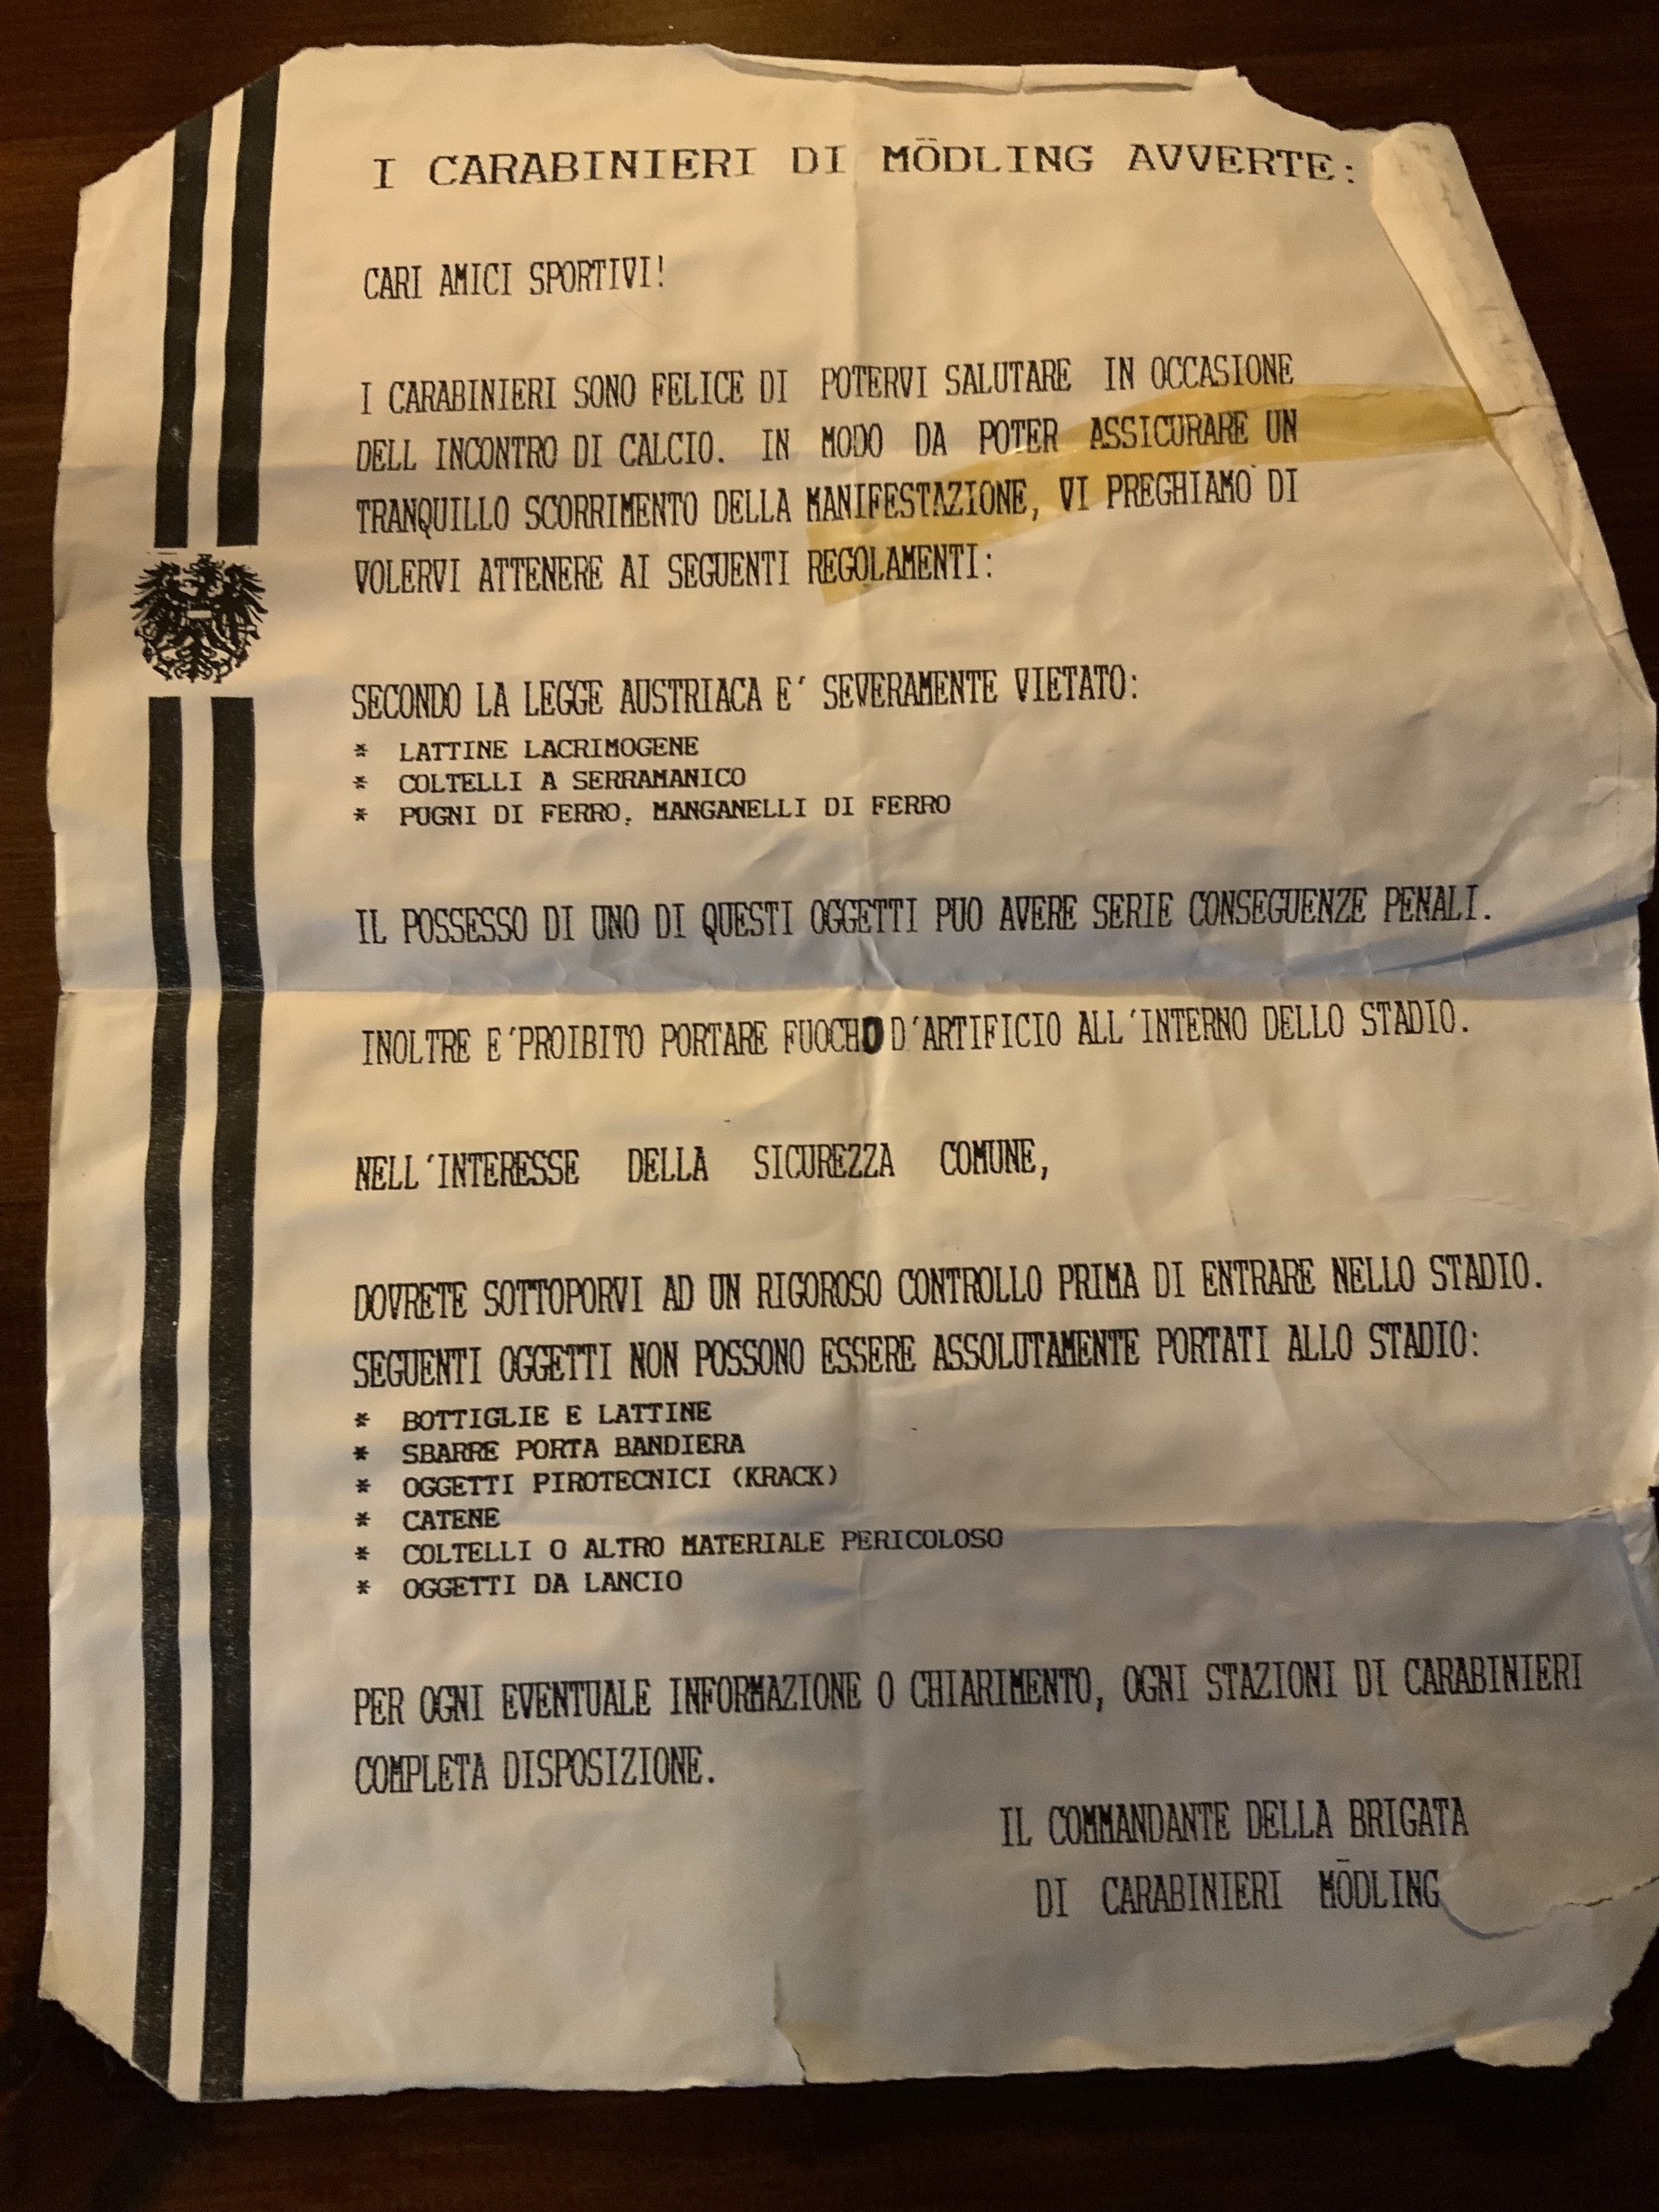 I CARABINIERI DI MÖDLING AVVERTE:
CARI AMICI SPORTIVI!
I CARABINIERI SONO FELICE DI POTERVI SALUTARE IN OCCASIONE
DELL INCONTRO DI CALCIO. IN MODO DA POTER ASSICURARE UN
TRANQUILLO SCORRIMENTO DELLA MANIFESTAZIONE, VI PREGHIAMO DI
VOLERVI ATTENERE AI SEGUENTI REGOLAMENTI:
SECONDO LA LEGGE AUSTRIACA E´ SEVERAMENTE VIETATO:
* LATTINE LACRIMOGENE
* COLTELLI A SERRAMANICO
* PUGNI DI FERRO, MANGANELLI DI FERRO
IL POSSESSO DI UNO DI QUESTI OGGETTI PUO AVERE SERIE CONSEGUENZE PENALI.
INOLTRE E´PROIBITO PORTARE FUOCHO D´ARTIFICIO ALL´INTERNO DELLO STADIO.
NELL´INTERESSE DELLA SICUREZZA COMUNE,
DOVRETE SOTTOPORVI AD UN RIGOROSO CONTROLLO PRIMA DI ENTRARE NELLO STADIO.
SEGUENTI OGGETTI NON POSSONO ESSERE ASSOLUTAMENTE PORTATI ALLO STADIO:
* BOTTIGLIE E LATTINE
* SBARRE PORTA BANDIERA
* OGGETTI PIROTECNICI (KRACK)
* CATENE
* COLTELLI O ALTRO MATERIALE PERICOLOSO
* OGGETTI DA LANCIO
PER OGNI EVENTUALE INFORMAZIONE O CHIARIMENTO, OGNI STAZIONI DI CARABINIERI
COMPLETA DISPOSIZIONE.
IL COMMANDANTE DELLA BRIGATA
DI CARABINIERI MÖDLING